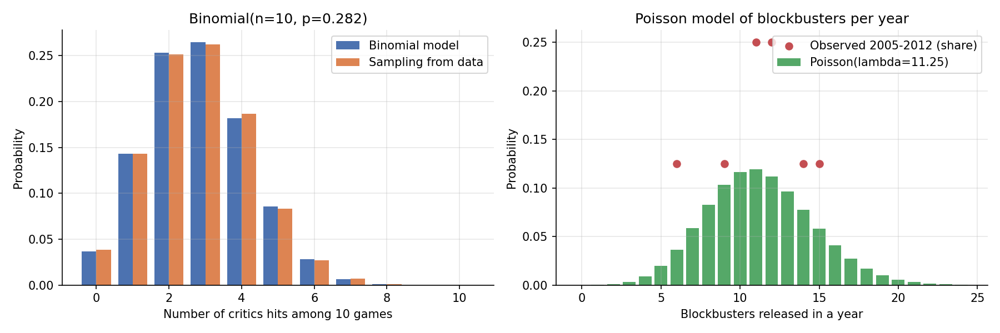 Binomial(n=10, p=0.282)
Binomial model
Sampling from data
Probability
0.25
0.20
0.15
0.10
0.05
0.00
0 2 4 6 8 10
Number of critics hits among 10 games
Poisson model of blockbusters per year
Observed 2005-2012 (share)
Poisson(lambda=11.25)
Probability
0.25
0.20
0.15
0.10
0.05
0.00
0 5 10 15 20 25
Blockbusters released in a year